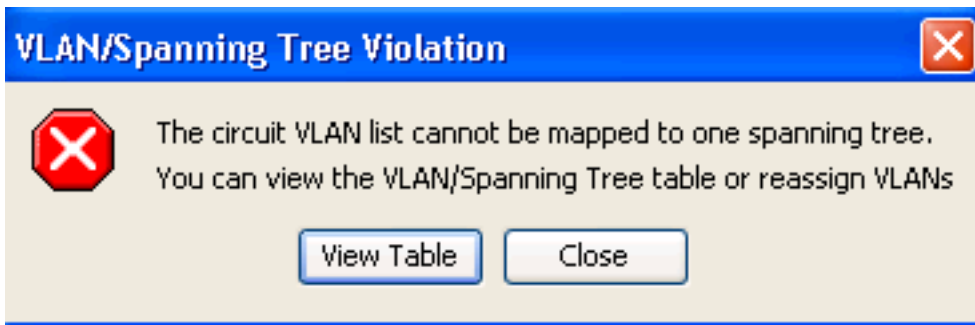 VLAN/Spanning Tree Violation
The circuit VLAN list cannot be mapped to one spanning tree.
You can view the VLAN/Spanning Tree table or reassign VLANs
View Table
Close